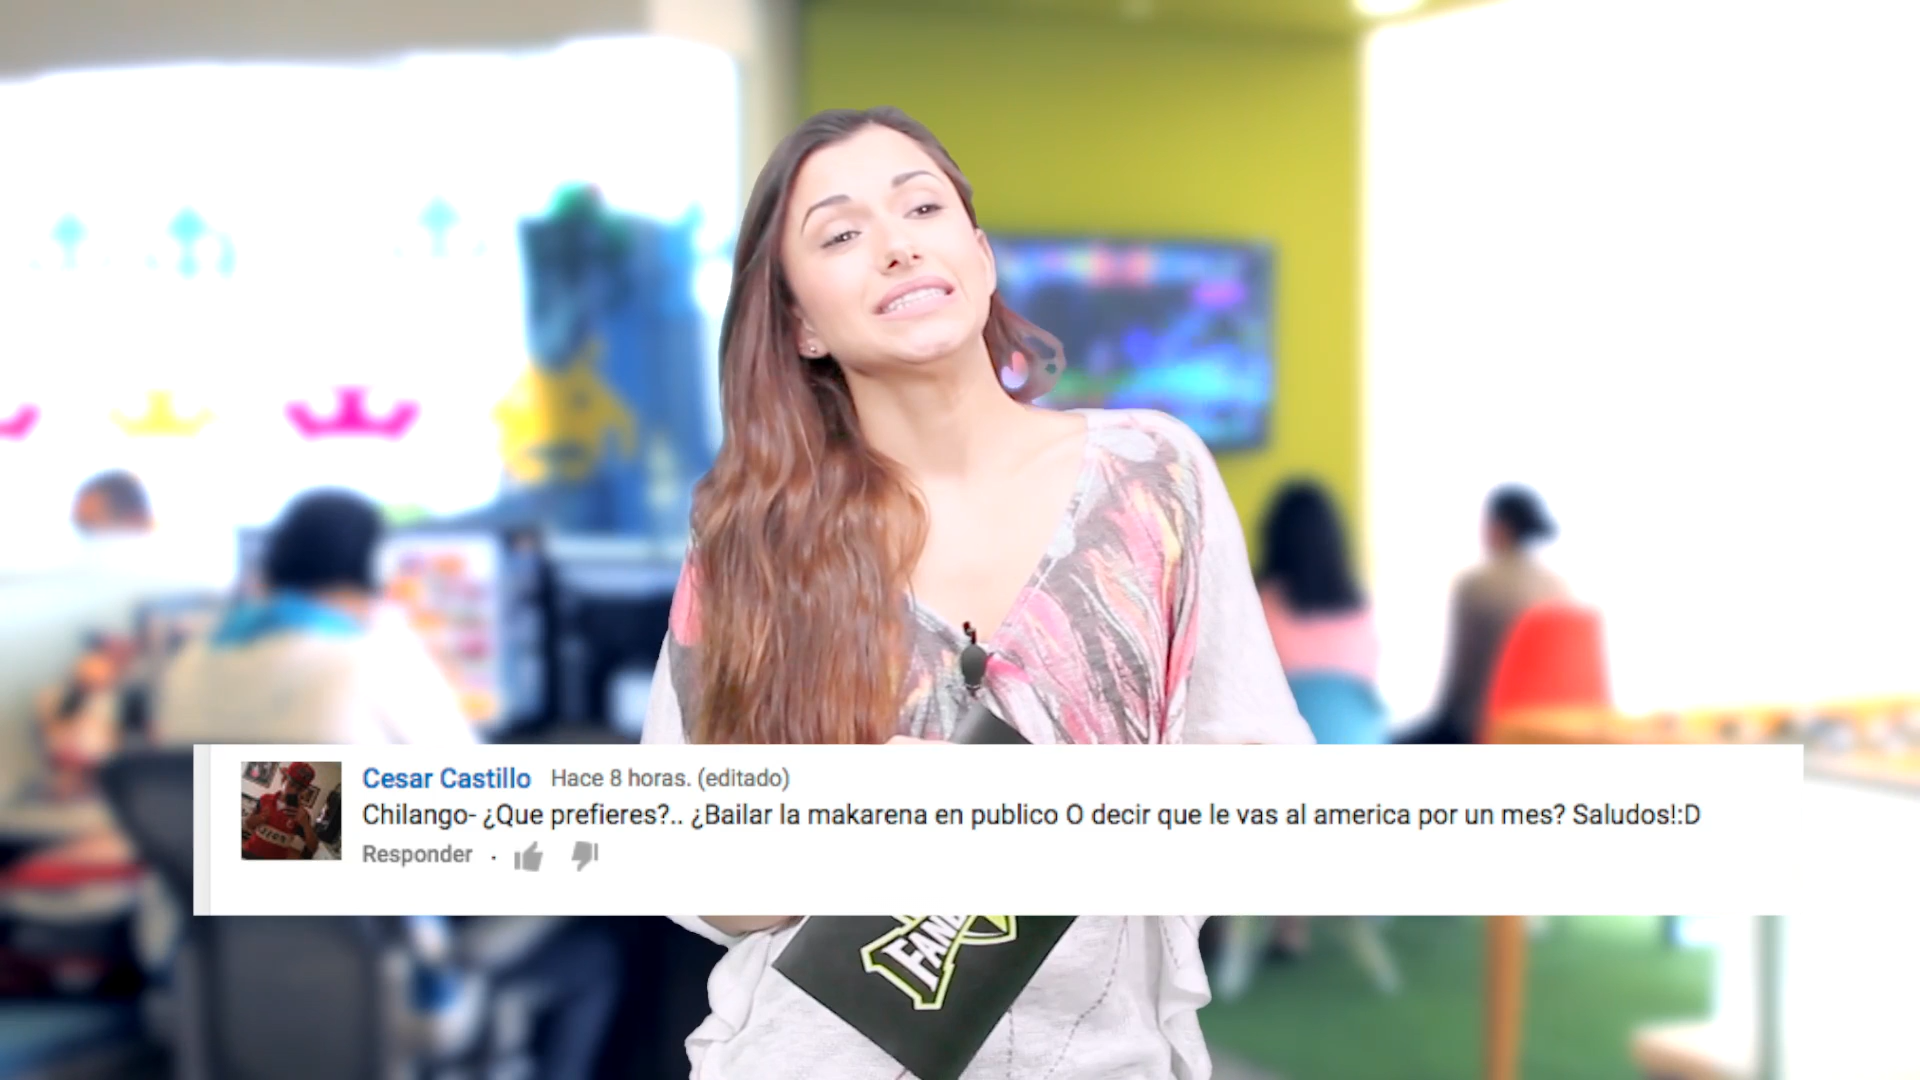 Cesar Castillo Hace 8 horas. (editado)
Chilango- ¿Que prefieres?.. ¿Bailar la makarena en publico O decir que le vas al america por un mes? Saludos!:D
Responder ·